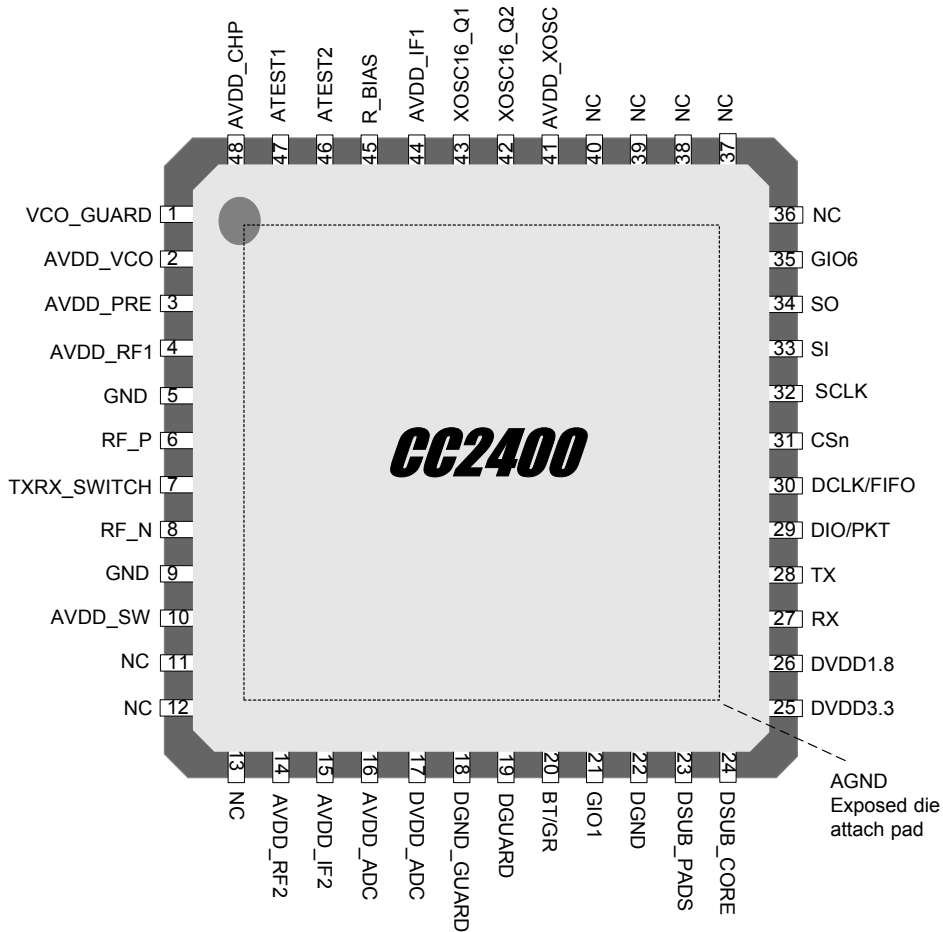 AVDD_CHP
ATEST1
ATEST2
R_BIAS
AVDD_IF1
XOSC16_Q1
XOSC16_Q2
AVDD_XOSC
NC
NC
NC
NC
48
47
46
45
44
43
42
41
40
39
38
37
VCO_GUARD 1
AVDD_VCO 2
AVDD_PRE 3
AVDD_RF1 4
GND 5
RF_P 6
TXRX_SWITCH 7
RF_N 8
GND 9
AVDD_SW 10
NC 11
NC 12
CC2400
36 NC
35 GIO6
34 SO
33 SI
32 SCLK
31 CSn
30 DCLK/FIFO
29 DIO/PKT
28 TX
27 RX
26 DVDD1.8
25 DVDD3.3
13
14
15
16
17
18
19
20
21
22
23
24
NC
AVDD_RF2
AVDD_IF2
AVDD_ADC
DVDD_ADC
DGND_GUARD
DGUARD
BT/GR
GIO1
DGND
DSUB_PADS
DSUB_CORE
AGND
Exposed die
attach pad